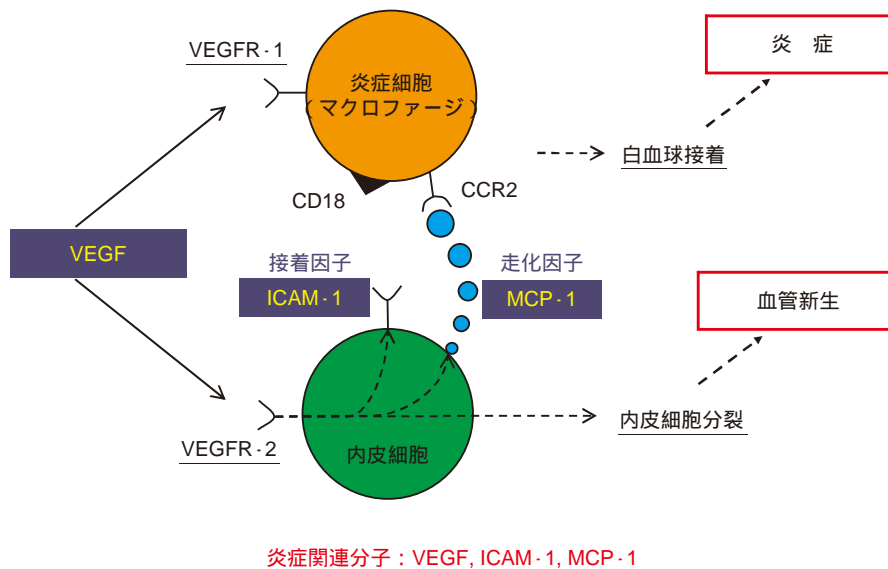 VEGFR-1
炎症細胞
(マクロファージ)
炎 症
白血球接着
CD18
CCR2
VEGF
接着因子
ICAM-1
走化因子
MCP-1
血管新生
内皮細胞分裂
VEGFR-2
内皮細胞
炎症関連分子:VEGF, ICAM-1, MCP-1